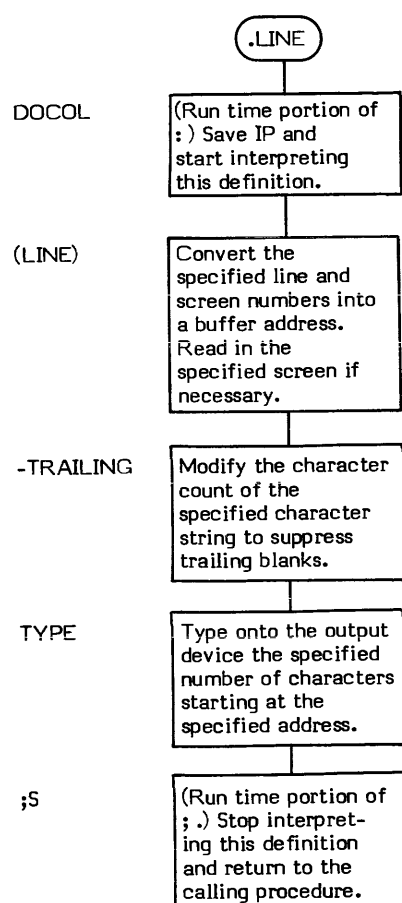 .LINE
DOCOL
(Run time portion of
: ) Save IP and
start interpreting
this definition.
(LINE)
Convert the
specified line and
screen numbers into
a buffer address.
Read in the
specified screen if
necessary.
-TRAILING
Modify the character
count of the
specified character
string to suppress
trailing blanks.
TYPE
Type onto the output
device the specified
number of characters
starting at the
specified address.
;S
(Run time portion of
; .) Stop interpret-
ing this definition
and return to the
calling procedure.